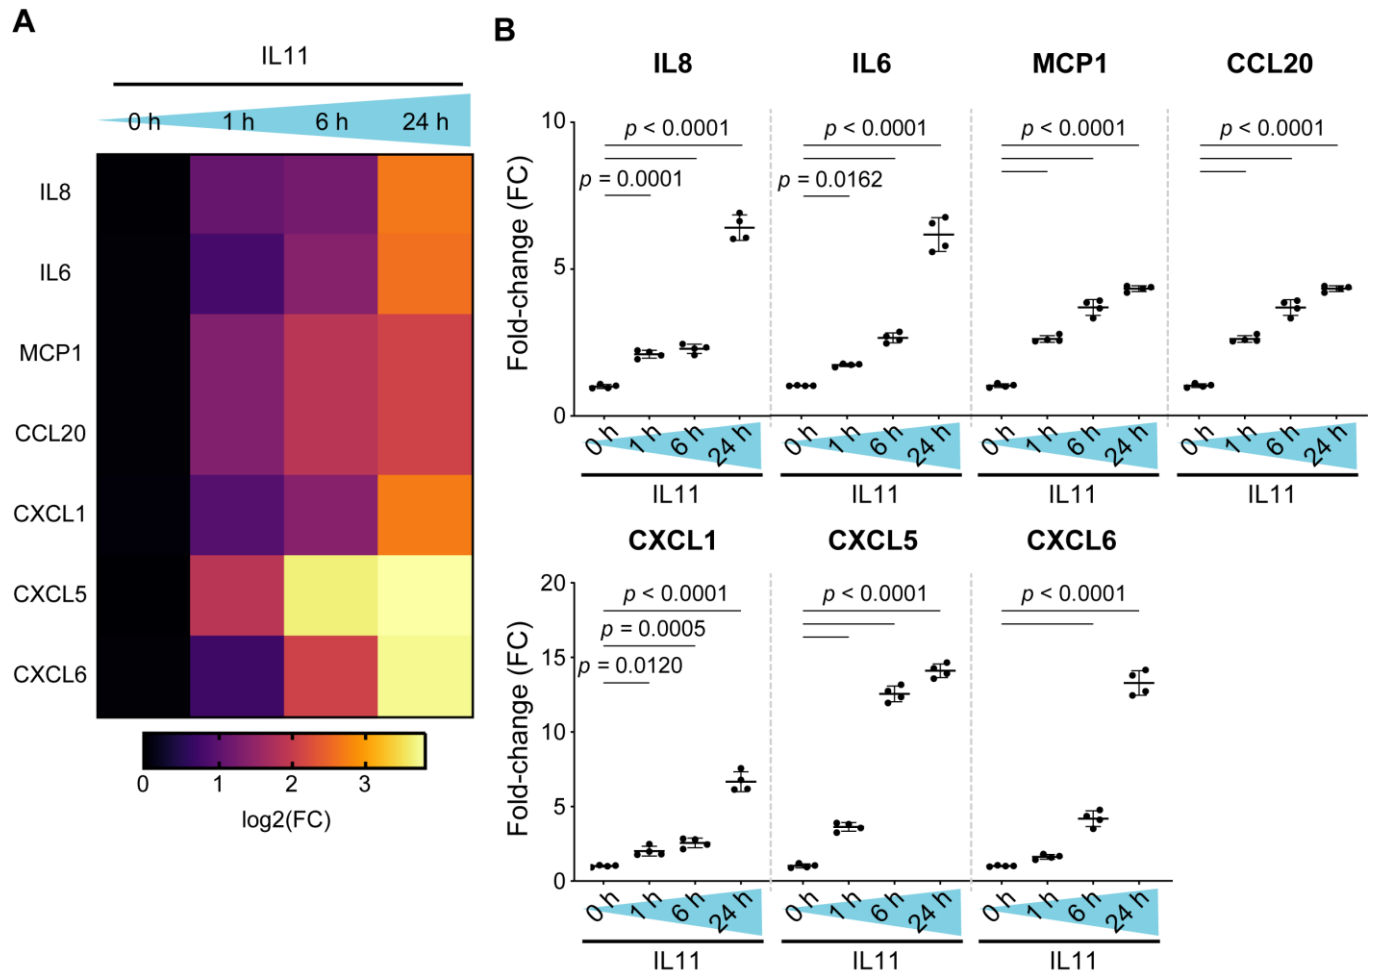 A
IL11
0 h 1 h 6 h 24 h
IL8
IL6
MCP1
CCL20
CXCL1
CXCL5
CXCL6
0 1 2 3
log2(FC)
B
IL8 IL6 MCP1 CCL20
Fold-change (FC)
10
5
0
p < 0.0001 p < 0.0001 p < 0.0001 p < 0.0001
p = 0.0001 p = 0.0162
0 h 1 h 6 h 24 h 0 h 1 h 6 h 24 h 0 h 1 h 6 h 24 h 0 h 1 h 6 h 24 h
IL11 IL11 IL11 IL11
CXCL1 CXCL5 CXCL6
Fold-change (FC)
20
15
10
5
0
p < 0.0001 p < 0.0001 p < 0.0001
p = 0.0005
p = 0.0120
0 h 1 h 6 h 24 h 0 h 1 h 6 h 24 h 0 h 1 h 6 h 24 h
IL11 IL11 IL11